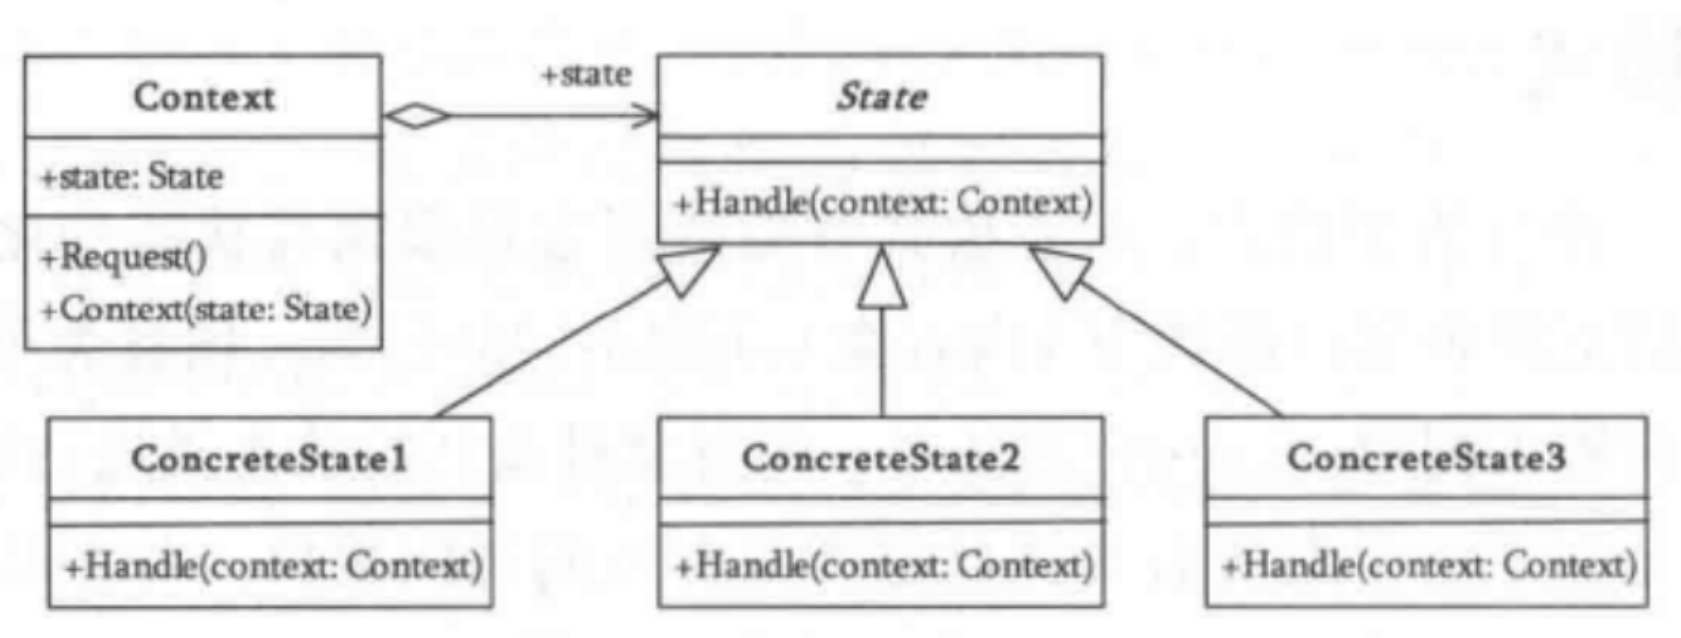 Context
+state: State
+Request()
+Context(state: State)
+state
State
+Handle(context: Context)
ConcreteState1
+Handle(context: Context)
ConcreteState2
+Handle(context: Context)
ConcreteState3
+Handle(context: Context)